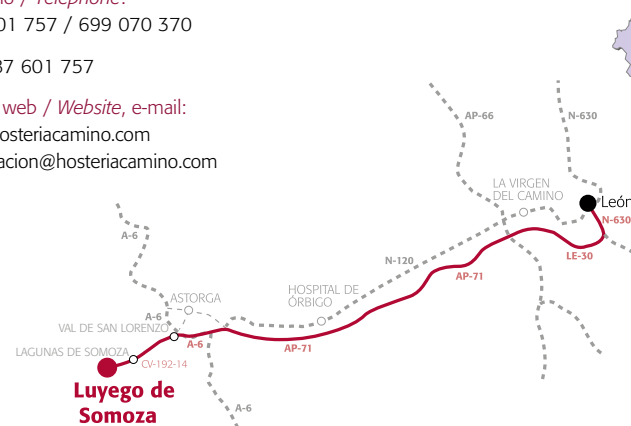 Telephone:
01 757 / 699 070 370
37 601 757
web / Website, e-mail:
hosteriacamino.com
acion@hosteriacamino.com
AP-66
N-630
LA VIRGEN
DEL CAMINO
León
N-630
LE-30
A-6
N-120
AP-71
HOSPITAL DE
ÓRBIGO
ASTORGA
A-6
VAL DE SAN LORENZO
A-6
AP-71
LAGUNAS DE SOMOZA
CV-192-14
Luyego de
Somoza
A-6